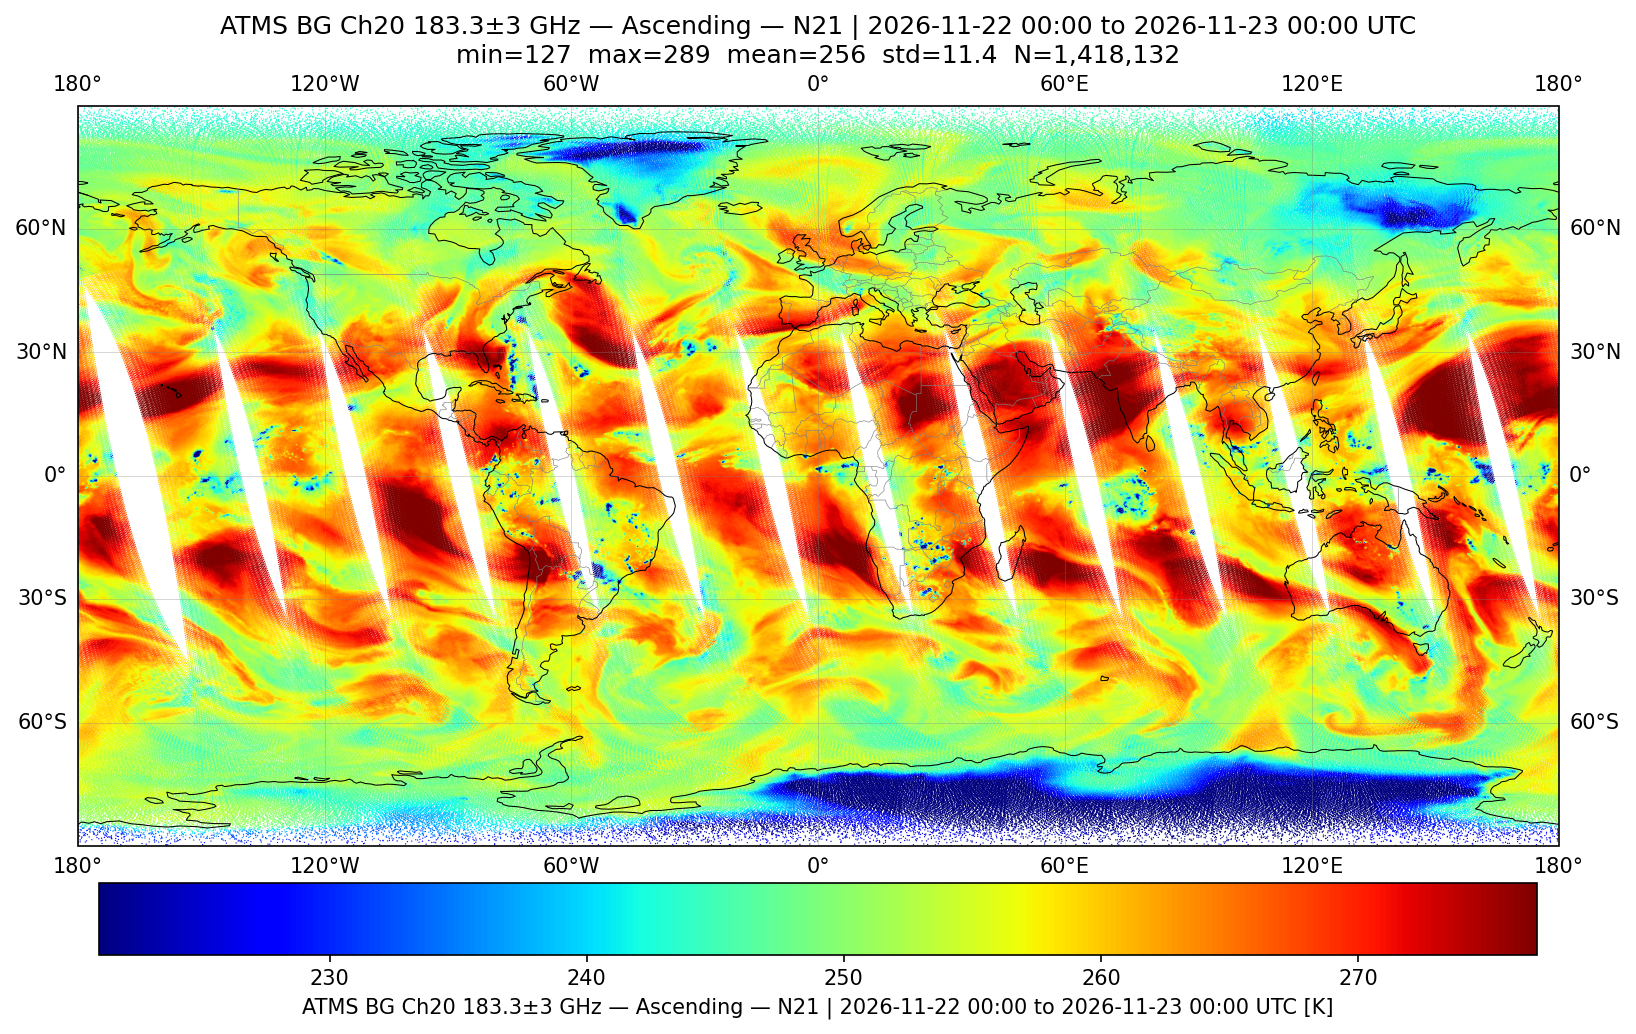 ATMS BG Ch20 183.3±3 GHz — Ascending — N21 | 2026-11-22 00:00 to 2026-11-23 00:00 UTC
min=127 max=289 mean=256 std=11.4 N=1,418,132
180° 120°W 60°W 0° 60°E 120°E 180°
60°N 60°N
30°N 30°N
0° 0°
30°S 30°S
60°S 60°S
180° 120°W 60°W 0° 60°E 120°E 180°
230 240 250 260 270
ATMS BG Ch20 183.3±3 GHz — Ascending — N21 | 2026-11-22 00:00 to 2026-11-23 00:00 UTC [K]